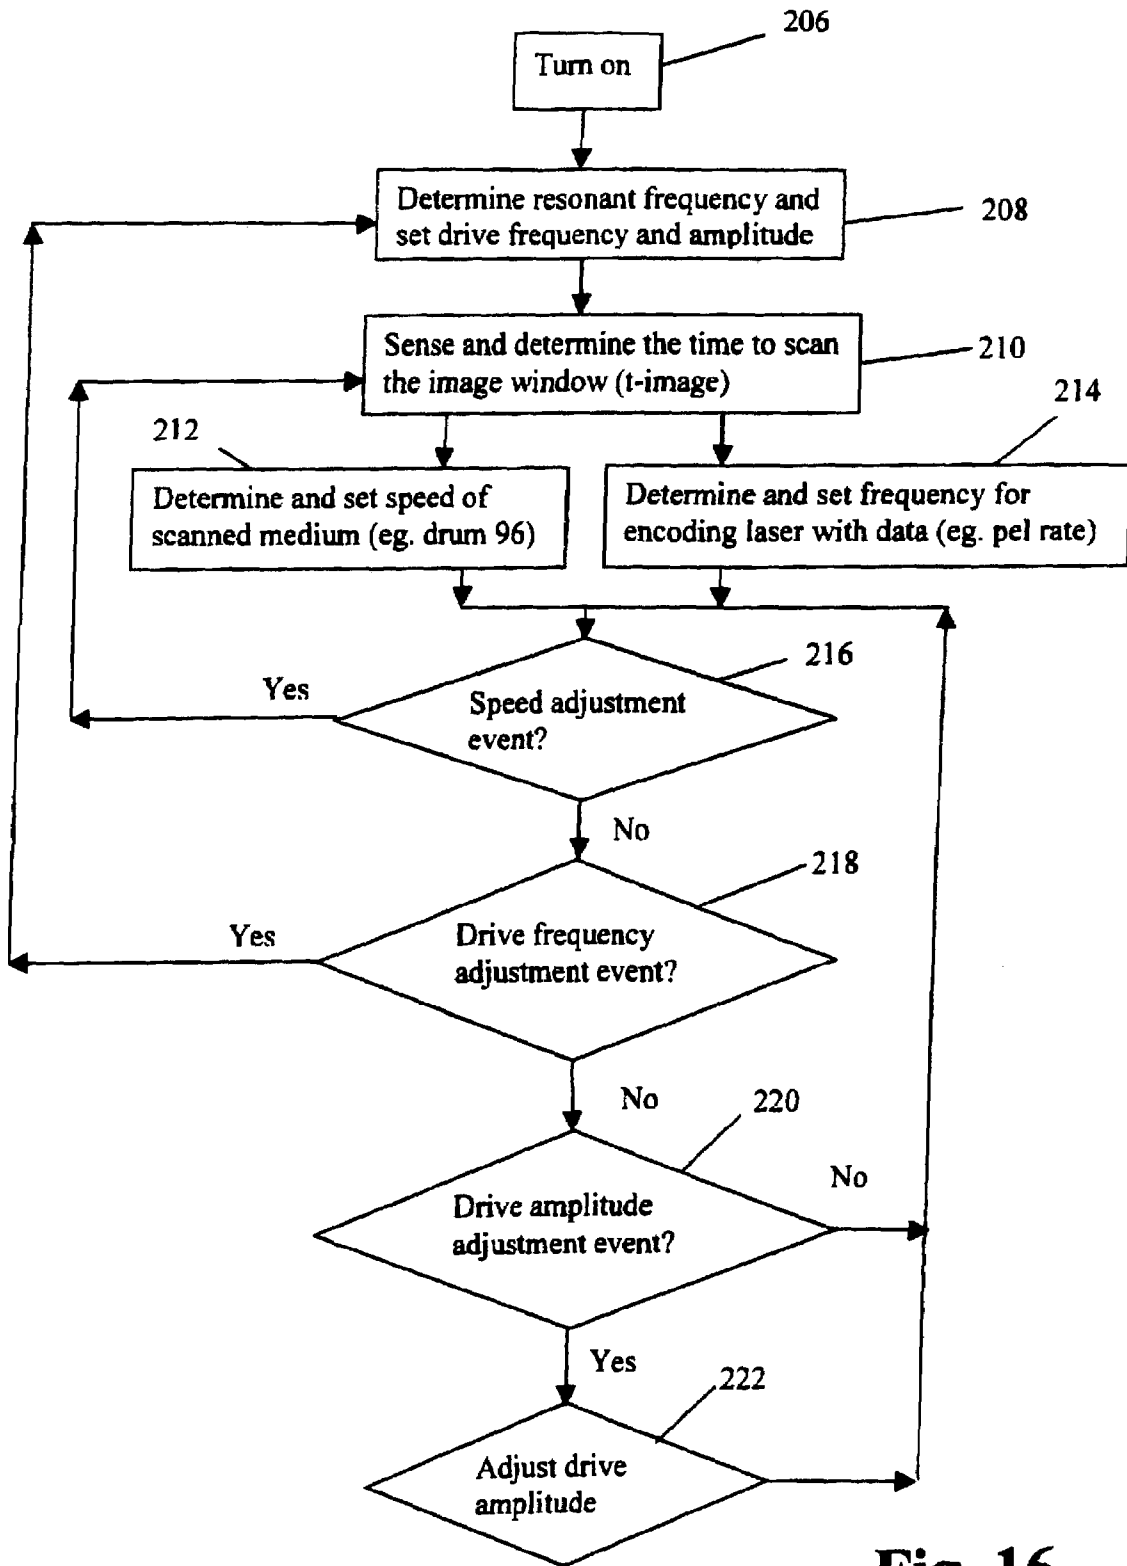 206
Turn on
Determine resonant frequency and
set drive frequency and amplitude
208
Sense and determine the time to scan
the image window (t-image)
210
212
214
Determine and set speed of
scanned medium (eg. drum 96)
Determine and set frequency for
encoding laser with data (eg. pel rate)
216
Yes
Speed adjustment
event?
No
218
Yes
Drive frequency
adjustment event?
No
220
No
Drive amplitude
adjustment event?
Yes
222
Adjust drive
amplitude
Fig. 16